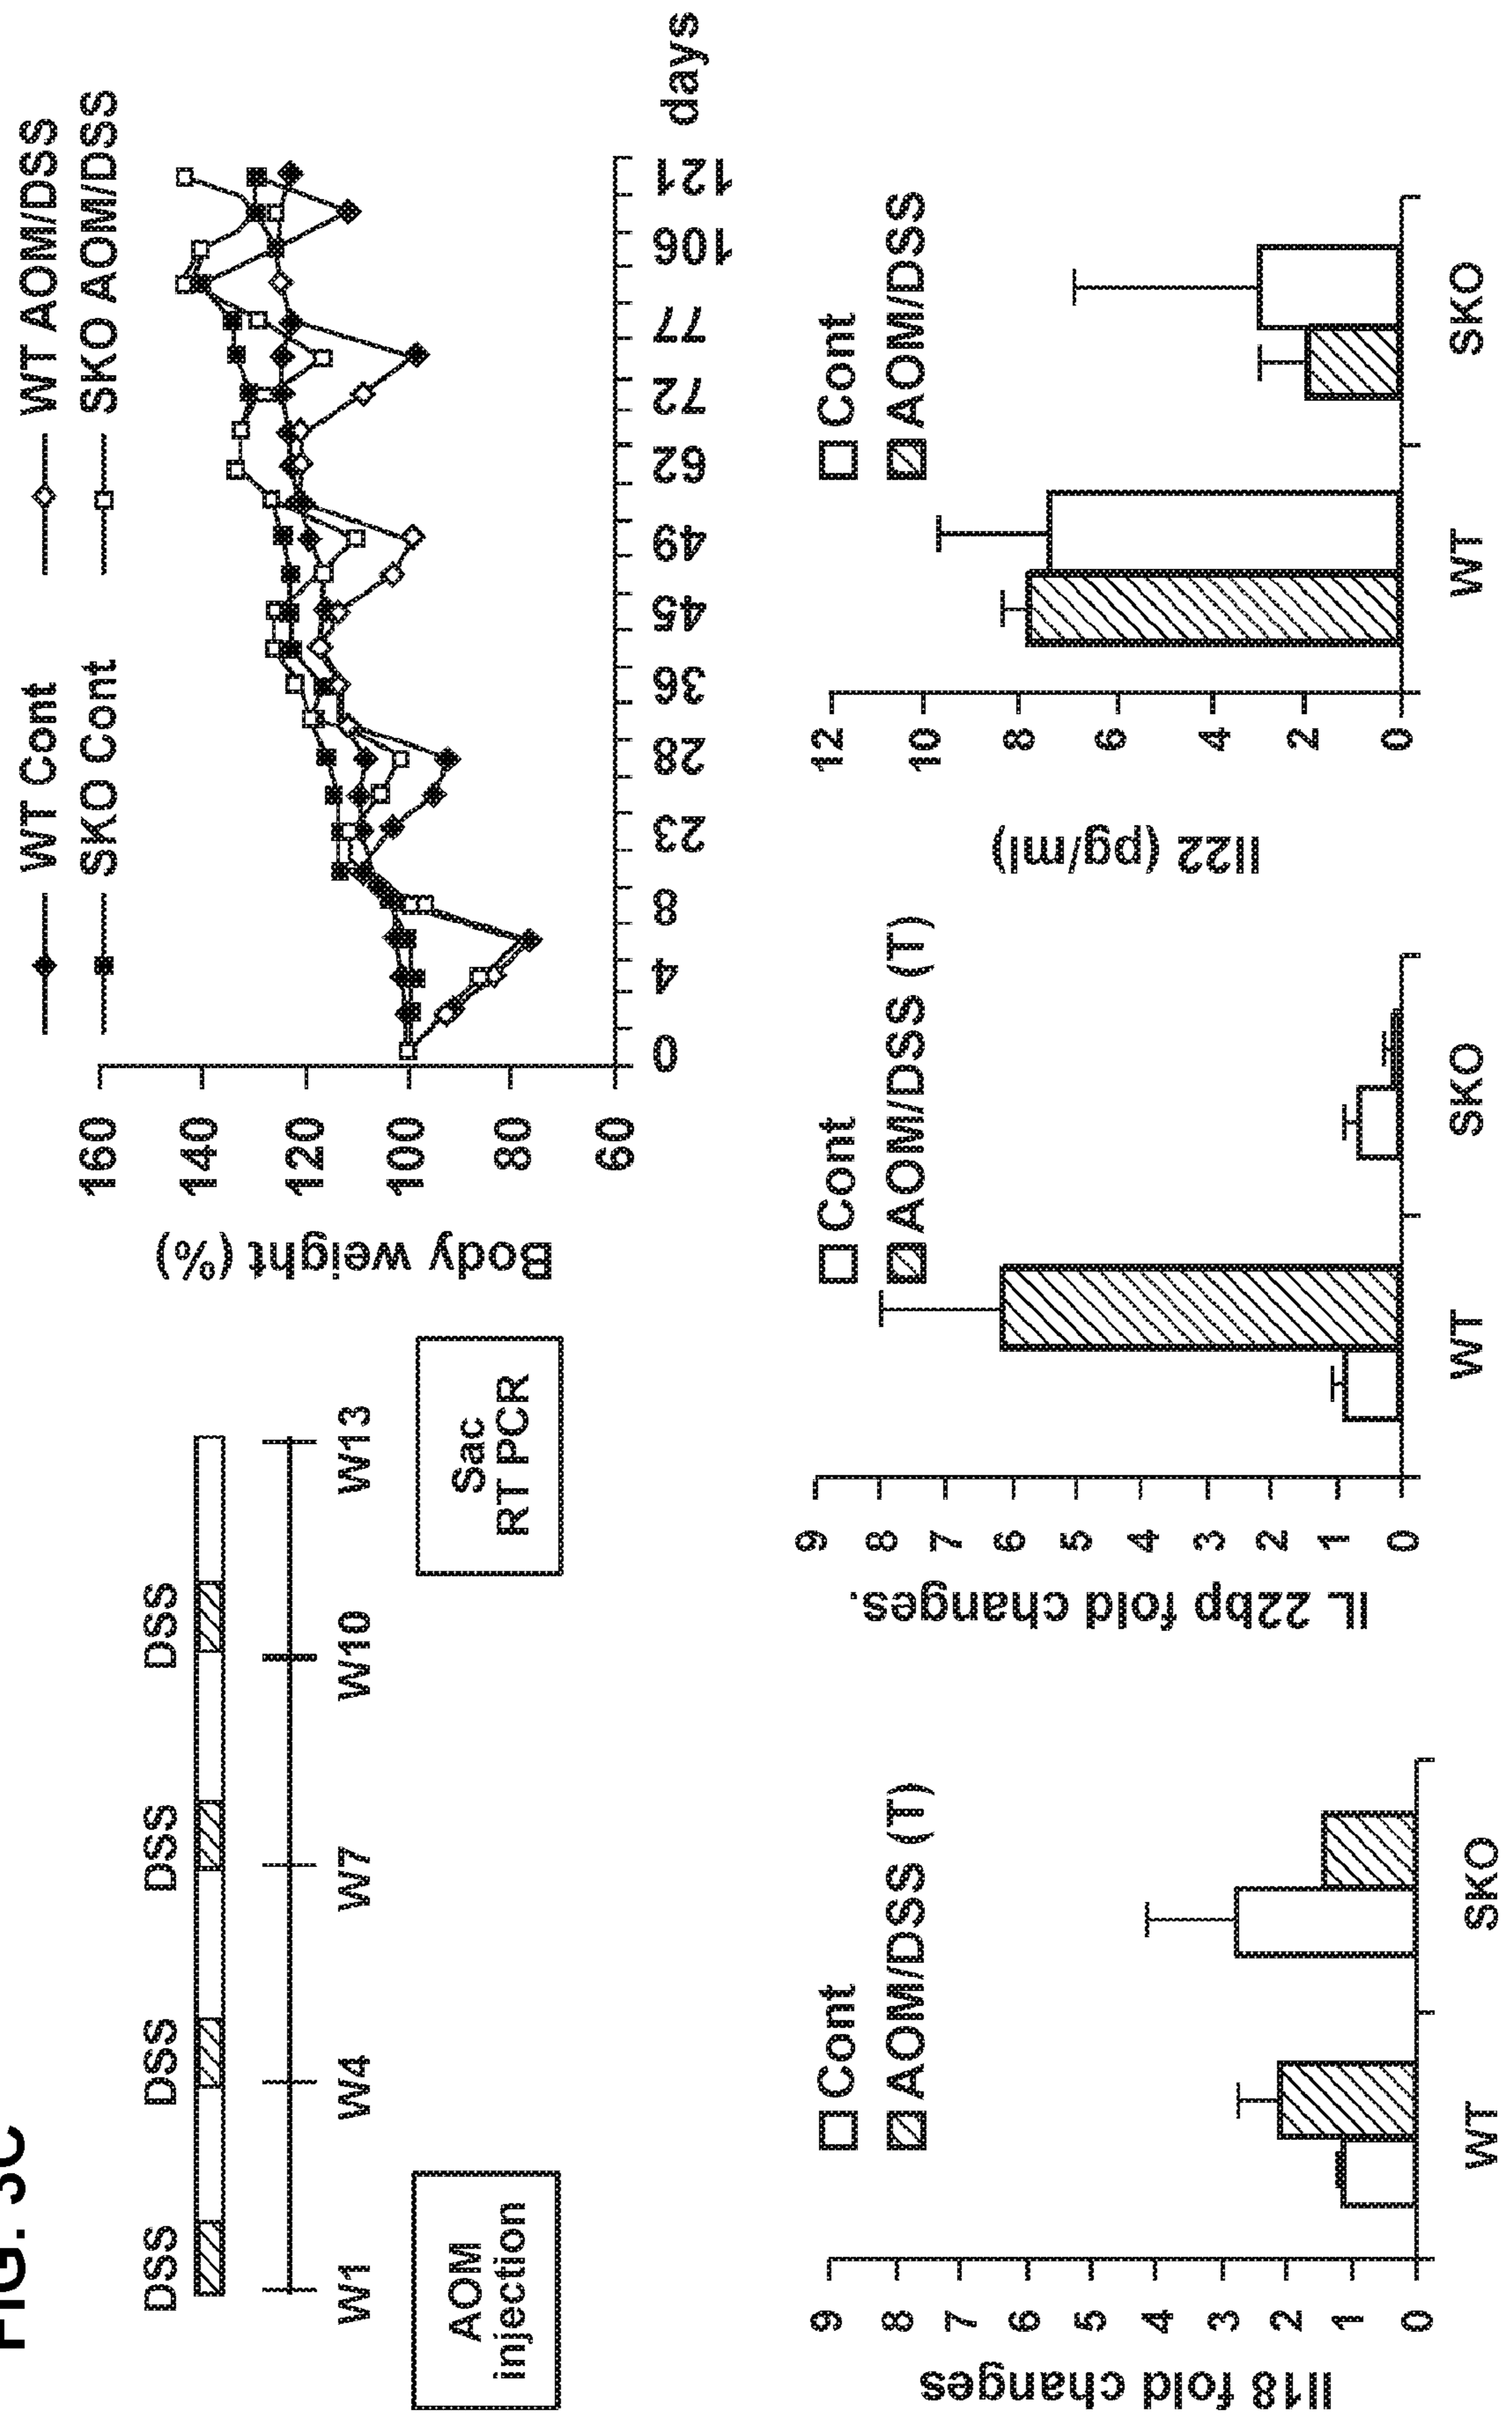 FIG. 3C
DSS
DSS
DSS
DSS
W1
W4
W7
W10
W13
AOM
injection
Sac
RT PCR
WT Cont
WT AOM/DSS
SKO Cont
SKO AOM/DSS
Body weight (%)
160
140
120
100
80
60
0
4
8
23
28
36
45
49
62
72
77
106
121
days
Il18 fold changes
9
8
7
6
5
4
3
2
1
0
Cont
AOM/DSS (T)
WT
SKO
IL 22bp fold changes.
9
8
7
6
5
4
3
2
1
0
Cont
AOM/DSS (T)
WT
SKO
Il22 (pg/ml)
12
10
8
6
4
2
0
Cont
AOM/DSS
WT
SKO